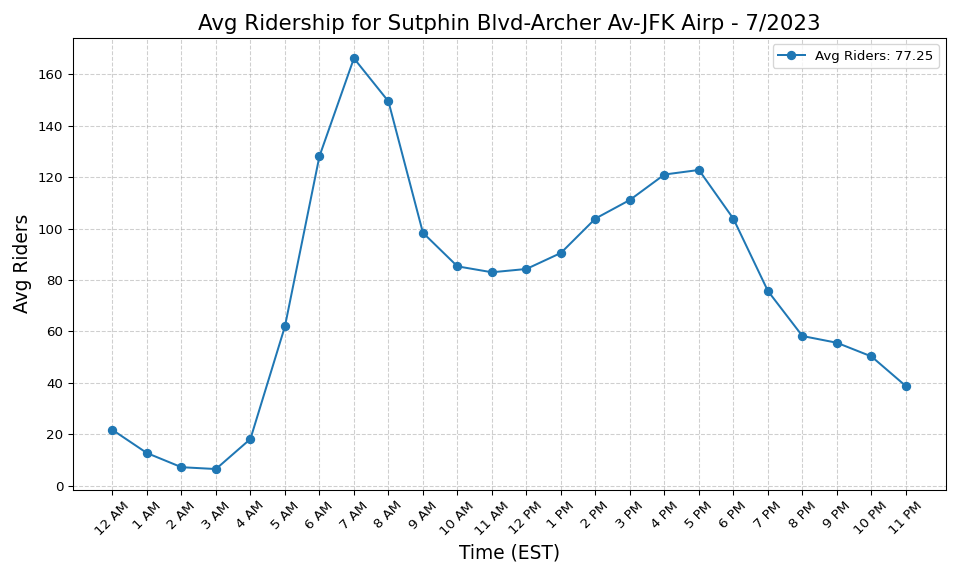 Avg Ridership for Sutphin Blvd-Archer Av-JFK Airp - 7/2023
Avg Riders: 77.25
Avg Riders
160
140
120
100
80
60
40
20
0
12 AM
1 AM
2 AM
3 AM
4 AM
5 AM
6 AM
7 AM
8 AM
9 AM
10 AM
11 AM
12 PM
1 PM
2 PM
3 PM
4 PM
5 PM
6 PM
7 PM
8 PM
9 PM
10 PM
11 PM
Time (EST)